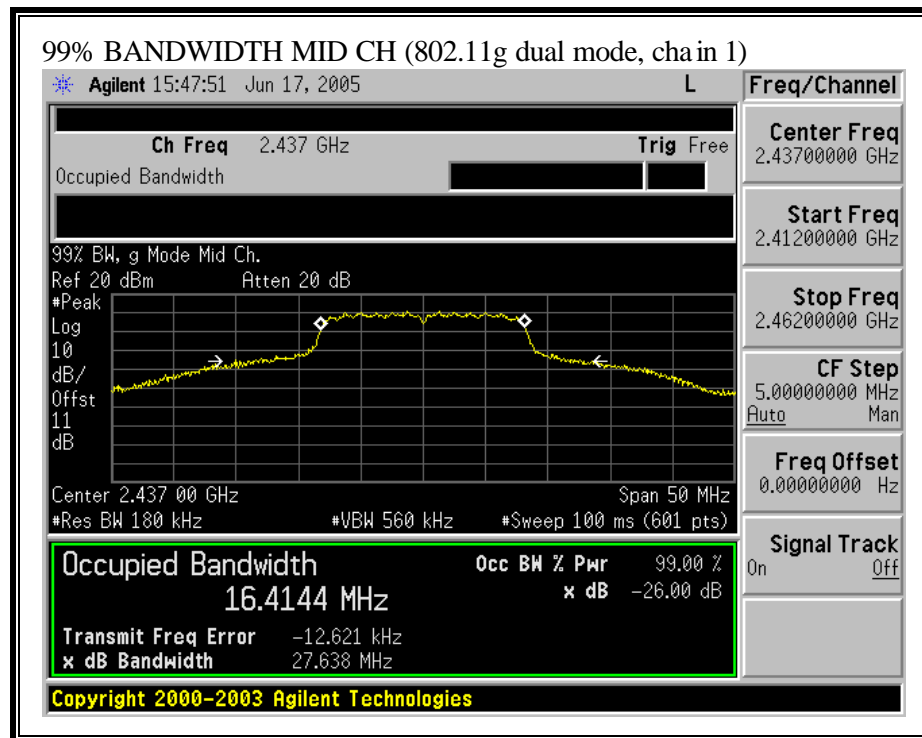 99% BANDWIDTH MID CH (802.11g dual mode, chain 1)
Agilent 15:47:51 Jun 17, 2005 L
Freq/Channel
Ch Freq 2.437 GHz Trig Free
Occupied Bandwidth
Center Freq
2.43700000 GHz
Start Freq
2.41200000 GHz
Stop Freq
2.46200000 GHz
CF Step
5.00000000 MHz
Auto Man
Freq Offset
0.00000000 Hz
Signal Track
On Off
99% BW, g Mode Mid Ch.
Ref 20 dBm Atten 20 dB
#Peak
Log
10
dB/
Offst
11
dB
Center 2.437 00 GHz Span 50 MHz
#Res BW 180 kHz #VBW 560 kHz #Sweep 100 ms (601 pts)
Occupied Bandwidth Occ BW % Pwr 99.00 %
16.4144 MHz x dB -26.00 dB
Transmit Freq Error -12.621 kHz
x dB Bandwidth 27.638 MHz
Copyright 2000-2003 Agilent Technologies